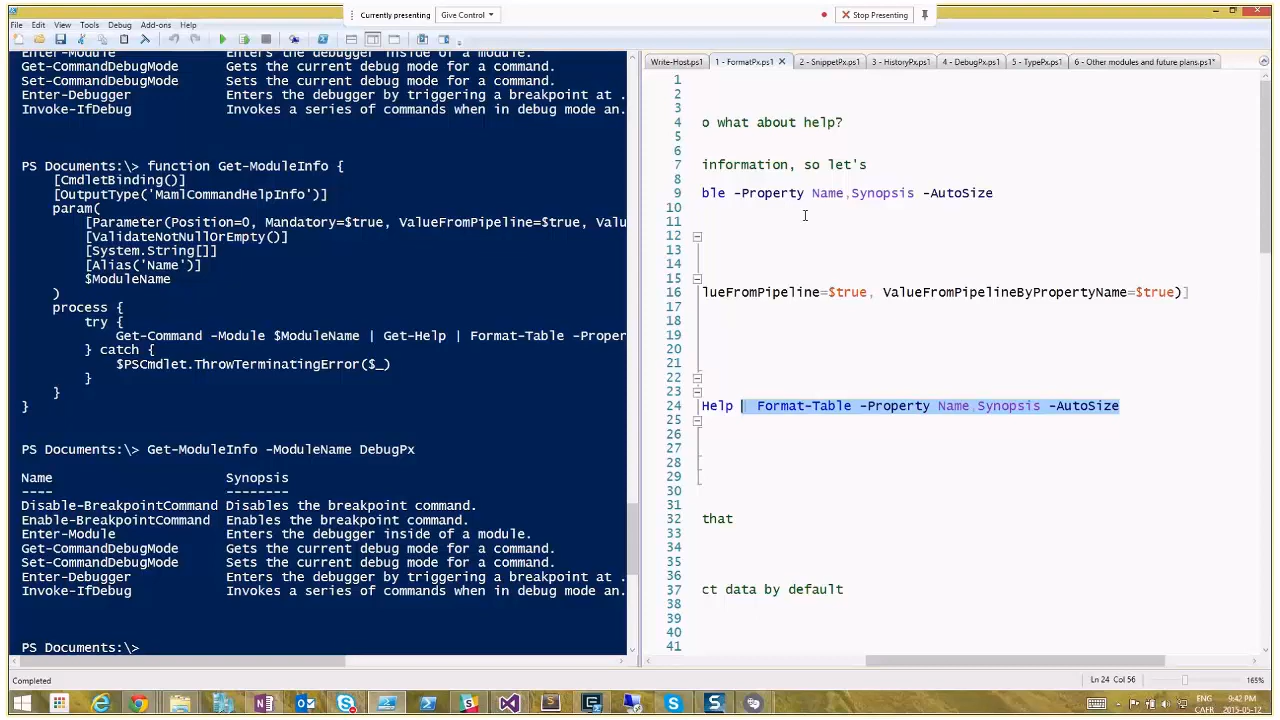 Currently presenting
Give Control
Stop Presenting
File Edit View Tools Debug Add-ons Help
Enter-Module Enters the debugger inside of a module.
Get-CommandDebugMode Gets the current debug mode for a command.
Set-CommandDebugMode Sets the current debug mode for a command.
Enter-Debugger Enters the debugger by triggering a breakpoint at .
Invoke-IfDebug Invokes a series of commands when in debug mode an.
PS Documents:\> function Get-ModuleInfo {
[CmdletBinding()]
[OutputType('MamlCommandHelpInfo')]
param(
[Parameter(Position=0, Mandatory=$true, ValueFromPipeline=$true, Valu
[ValidateNotNullOrEmpty()]
[System.String[]]
[Alias('Name')]
$ModuleName
)
process {
try {
Get-Command -Module $ModuleName | Get-Help | Format-Table -Proper
} catch {
$PSCmdlet.ThrowTerminatingError($_)
}
}
}
PS Documents:\> Get-ModuleInfo -ModuleName DebugPx
Name Synopsis
---- --------
Disable-BreakpointCommand Disables the breakpoint command.
Enable-BreakpointCommand Enables the breakpoint command.
Enter-Module Enters the debugger inside of a module.
Get-CommandDebugMode Gets the current debug mode for a command.
Set-CommandDebugMode Sets the current debug mode for a command.
Enter-Debugger Enters the debugger by triggering a breakpoint at .
Invoke-IfDebug Invokes a series of commands when in debug mode an.
PS Documents:\>
Write-Host.ps1 1 - FormatPx.ps1 2 - SnippetPx.ps1 3 - HistoryPx.ps1 4 - DebugPx.ps1 5 - TypePx.ps1 6 - Other modules and future plans.ps1*
1
2
3
4 o what about help?
5
6
7 information, so let's
8
9 ble -Property Name,Synopsis -AutoSize
10
11
12
13
14
15
16 lueFromPipeline=$true, ValueFromPipelineByPropertyName=$true)]
17
18
19
20
21
22
23
24 Help | Format-Table -Property Name,Synopsis -AutoSize
25
26
27
28
29
30
31
32 that
33
34
35
36
37 ct data by default
38
39
40
41
Completed
Ln 24 Col 56
165%
ENG
CAFR
9:42 PM
2015-05-12